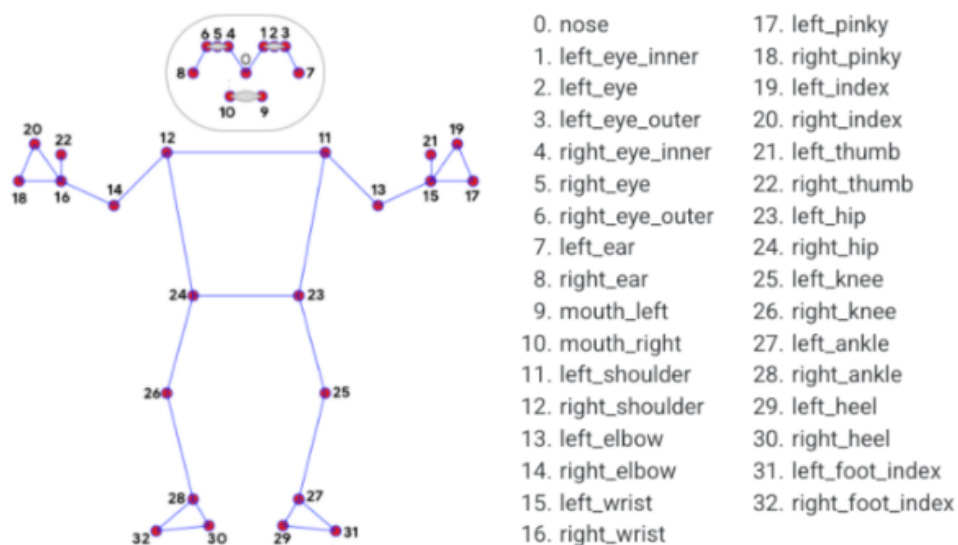 6 5 4 1 2 3
0
8 7
10 9
20 22 12 11 21 19
18 16 14 13 15 17
24 23
26 25
28 27
32 30 29 31
0. nose
1. left_eye_inner
2. left_eye
3. left_eye_outer
4. right_eye_inner
5. right_eye
6. right_eye_outer
7. left_ear
8. right_ear
9. mouth_left
10. mouth_right
11. left_shoulder
12. right_shoulder
13. left_elbow
14. right_elbow
15. left_wrist
16. right_wrist
17. left_pinky
18. right_pinky
19. left_index
20. right_index
21. left_thumb
22. right_thumb
23. left_hip
24. right_hip
25. left_knee
26. right_knee
27. left_ankle
28. right_ankle
29. left_heel
30. right_heel
31. left_foot_index
32. right_foot_index